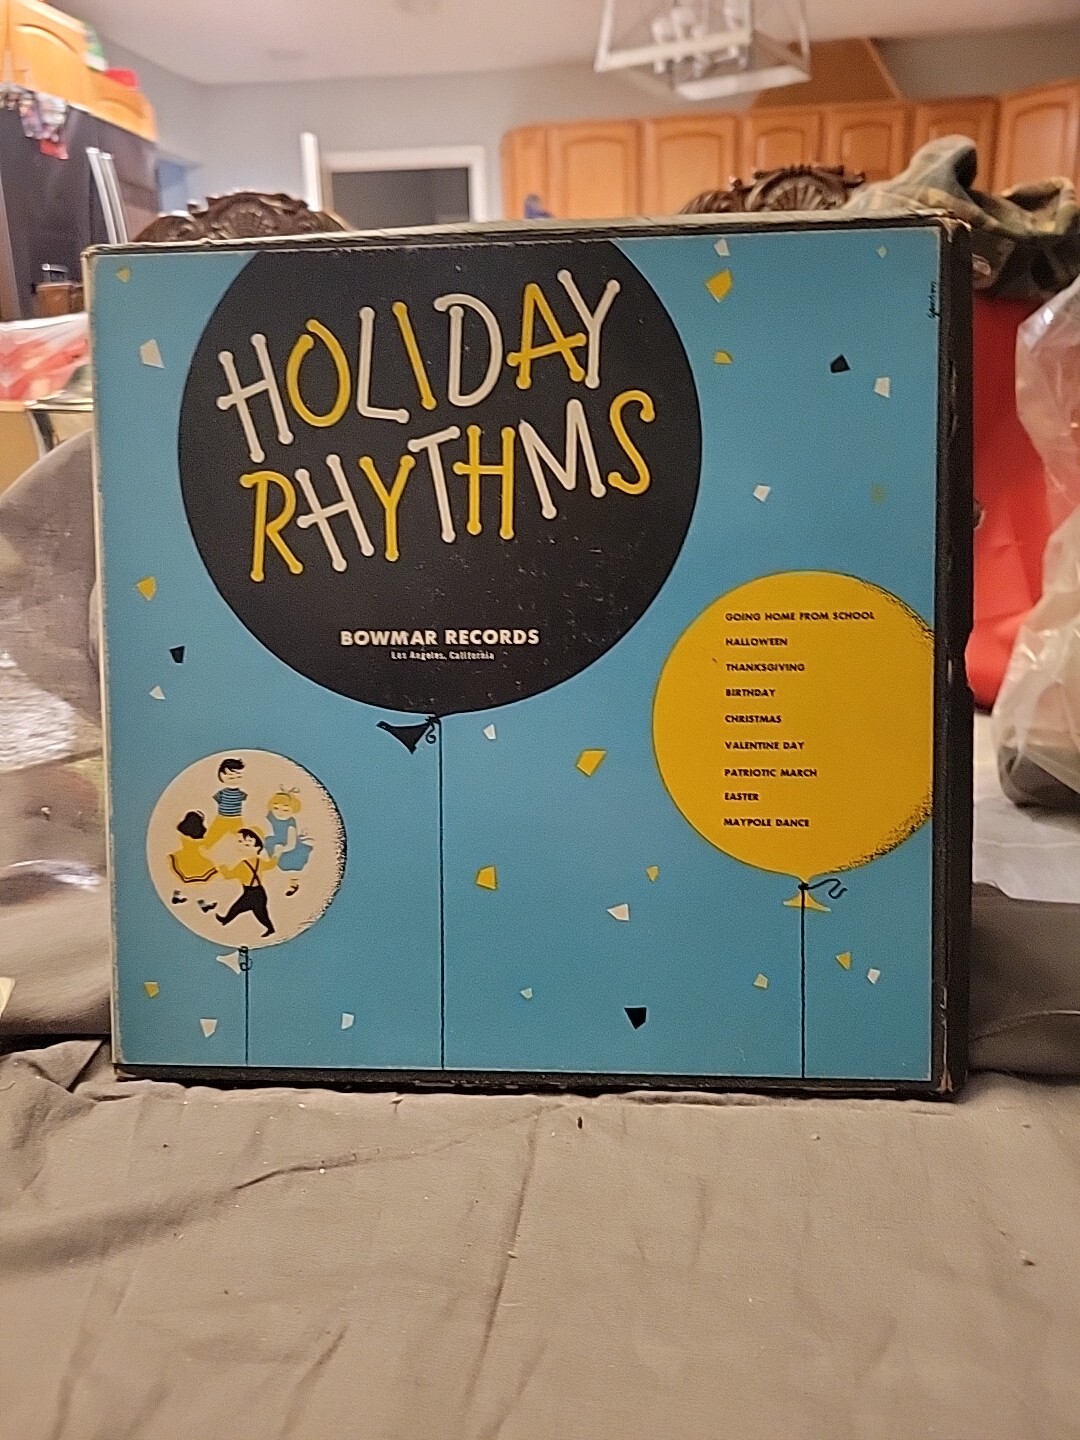 HOLIDAY
RHYTHMS
BOWMAR RECORDS
Los Angeles, California
GOING HOME FROM SCHOOL
HALLOWEEN
THANKSGIVING
BIRTHDAY
CHRISTMAS
VALENTINE DAY
PATRIOTIC MARCH
EASTER
MAYPOLE DANCE